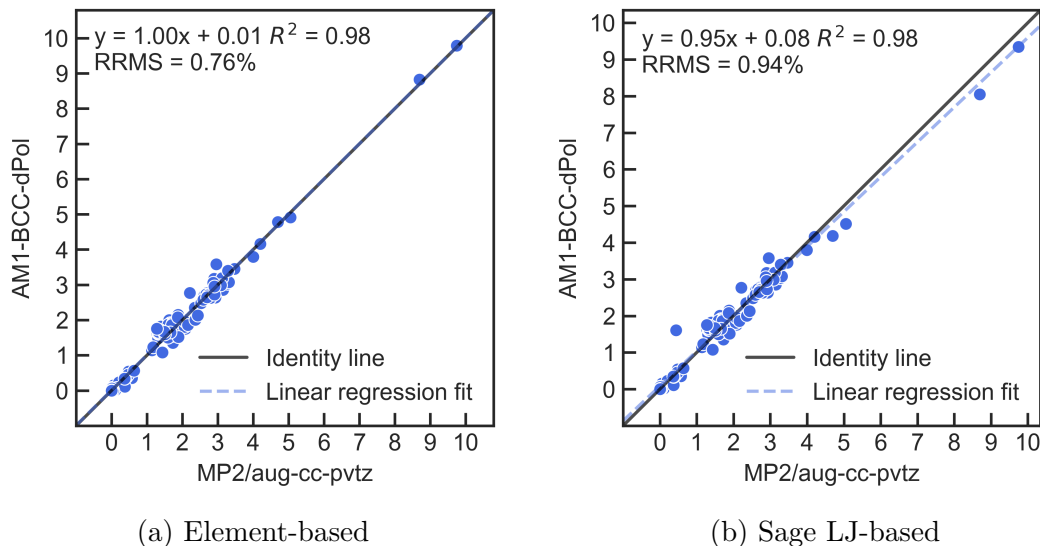 y = 1.00x + 0.01 R² = 0.98
RRMS = 0.76%
AM1-BCC-dPol
10
9
8
7
6
5
4
3
2
1
0
Identity line
Linear regression fit
0 1 2 3 4 5 6 7 8 9 10
MP2/aug-cc-pvtz
(a) Element-based
y = 0.95x + 0.08 R² = 0.98
RRMS = 0.94%
AM1-BCC-dPol
10
9
8
7
6
5
4
3
2
1
0
Identity line
Linear regression fit
0 1 2 3 4 5 6 7 8 9 10
MP2/aug-cc-pvtz
(b) Sage LJ-based